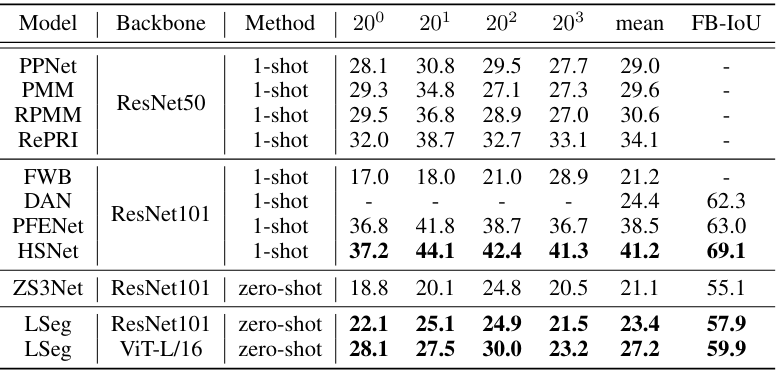 Model Backbone Method 20⁰ 20¹ 20² 20³ mean FB-IoU
PPNet 1-shot 28.1 30.8 29.5 27.7 29.0 -
PMM 1-shot 29.3 34.8 27.1 27.3 29.6 -
ResNet50
RPMM 1-shot 29.5 36.8 28.9 27.0 30.6 -
RePRI 1-shot 32.0 38.7 32.7 33.1 34.1 -
FWB 1-shot 17.0 18.0 21.0 28.9 21.2 -
DAN 1-shot - - - - 24.4 62.3
ResNet101
PFENet 1-shot 36.8 41.8 38.7 36.7 38.5 63.0
HSNet 1-shot 37.2 44.1 42.4 41.3 41.2 69.1
ZS3Net ResNet101 zero-shot 18.8 20.1 24.8 20.5 21.1 55.1
LSeg ResNet101 zero-shot 22.1 25.1 24.9 21.5 23.4 57.9
LSeg ViT-L/16 zero-shot 28.1 27.5 30.0 23.2 27.2 59.9